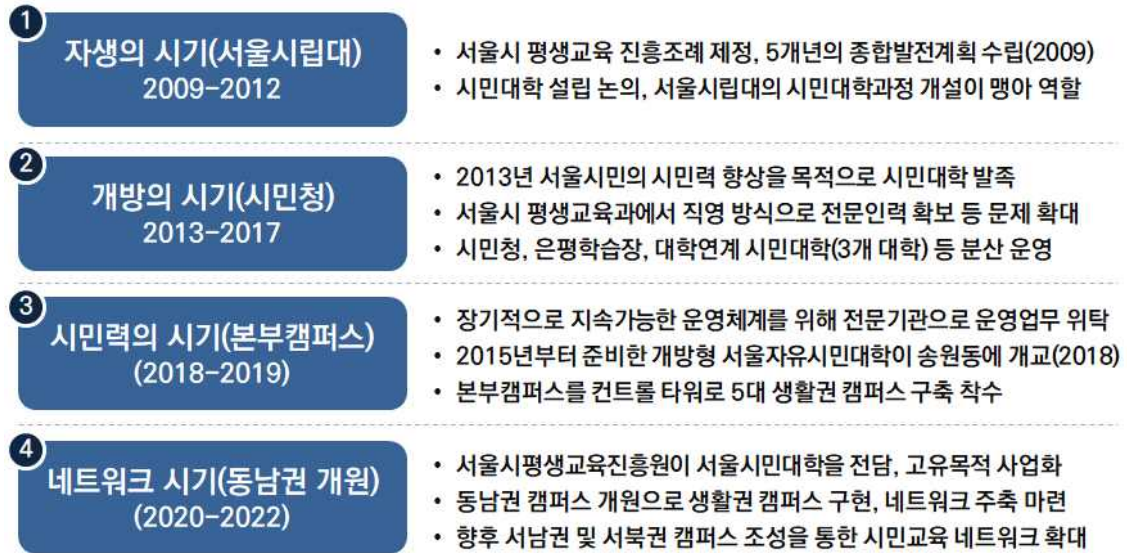 1
자생의 시기(서울시립대)
2009-2012
• 서울시 평생교육 진흥조례 제정, 5개년의 종합발전계획 수립(2009)
• 시민대학 설립 논의, 서울시립대의 시민대학과정 개설이 맹아 역할
2
개방의 시기(시민청)
2013-2017
• 2013년 서울시민의 시민력 향상을 목적으로 시민대학 발족
• 서울시 평생교육과에서 직영 방식으로 전문인력 확보 등 문제 확대
• 시민청, 은평학습장, 대학연계 시민대학(3개 대학) 등 분산 운영
3
시민력의 시기(본부캠퍼스)
(2018-2019)
• 장기적으로 지속가능한 운영체계를 위해 전문기관으로 운영업무 위탁
• 2015년부터 준비한 개방형 서울자유시민대학이 송원동에 개교(2018)
• 본부캠퍼스를 컨트롤 타워로 5대 생활권 캠퍼스 구축 착수
4
네트워크 시기(동남권 개원)
(2020-2022)
• 서울시평생교육진흥원이 서울시민대학을 전담, 고유목적 사업화
• 동남권 캠퍼스 개원으로 생활권 캠퍼스 구현, 네트워크 주축 마련
• 향후 서남권 및 서북권 캠퍼스 조성을 통한 시민교육 네트워크 확대